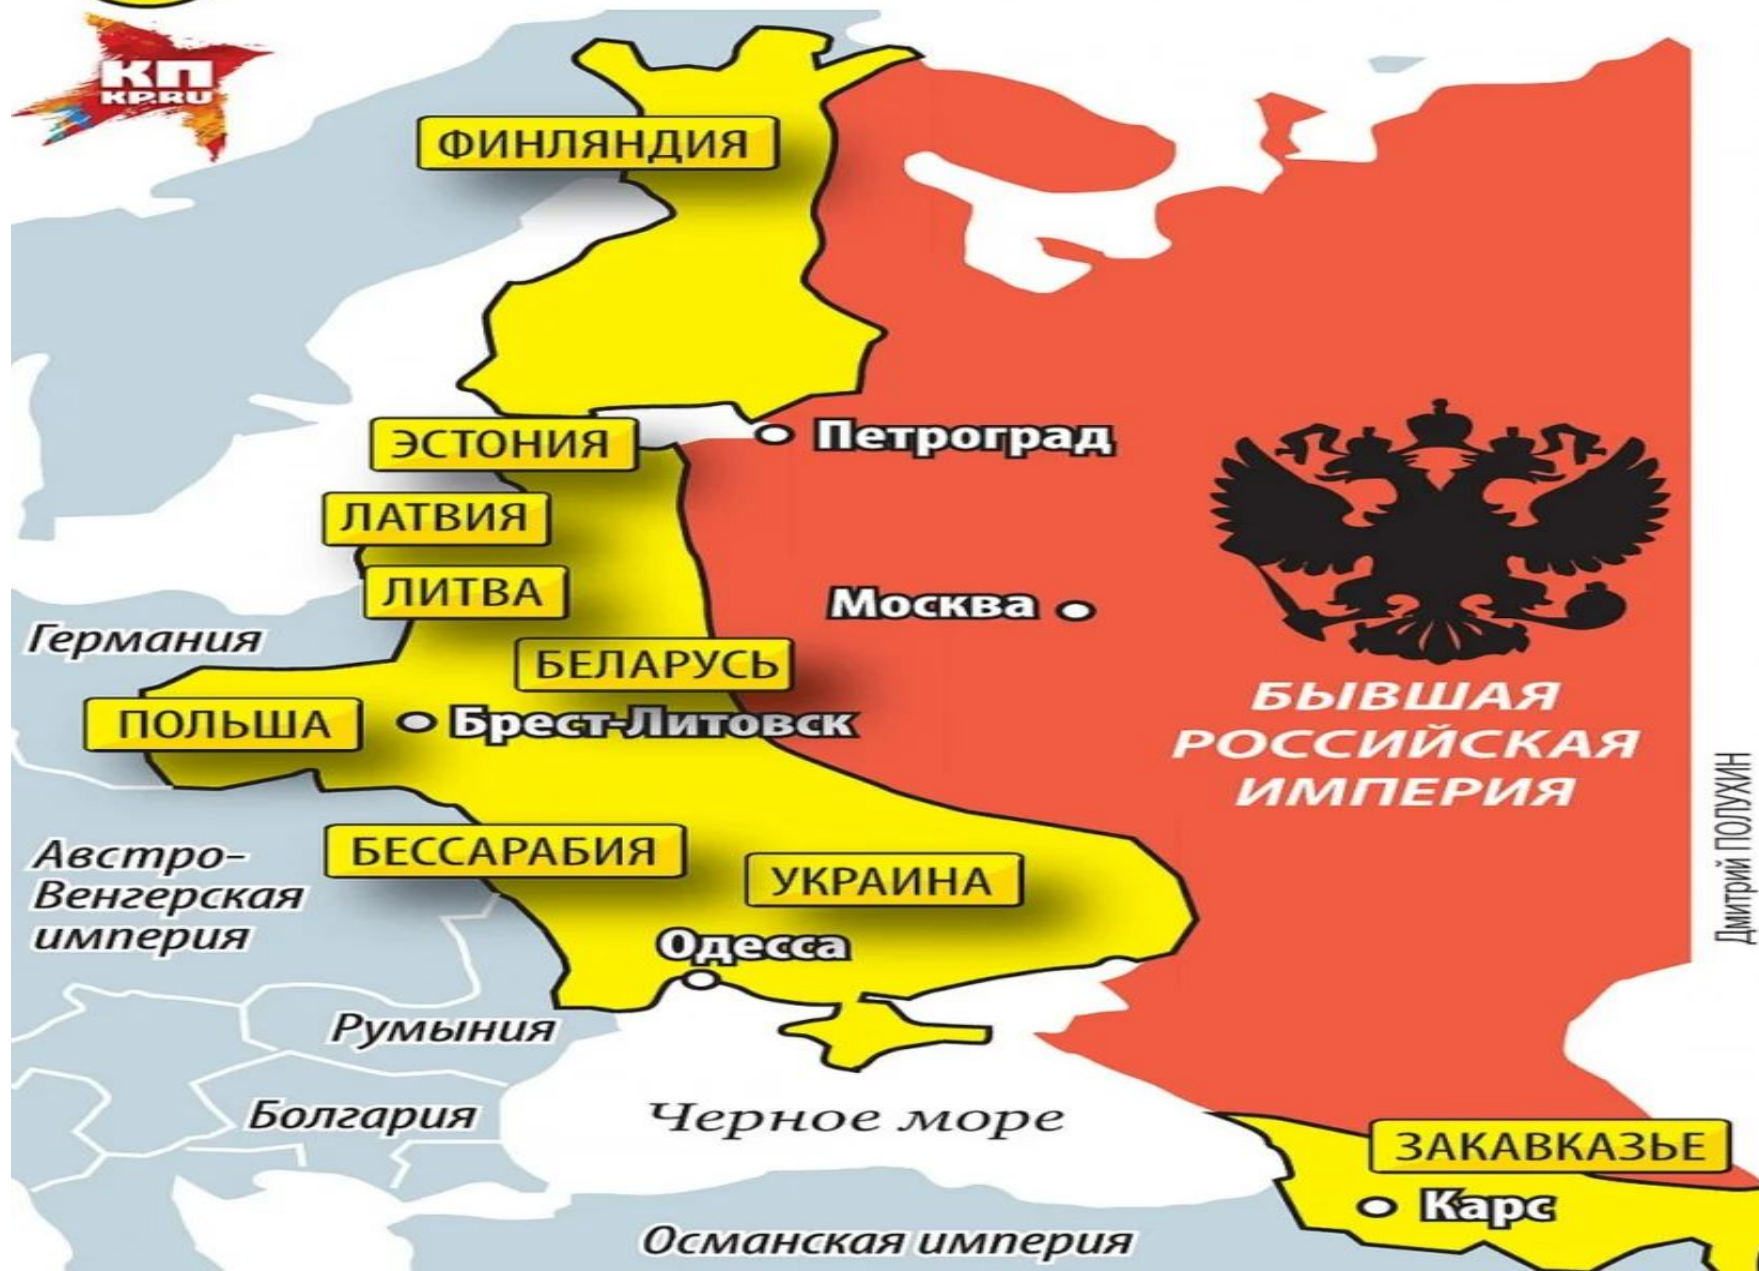 КП
KP.RU
ФИНЛЯНДИЯ
ЭСТОНИЯ
Петроград
ЛАТВИЯ
ЛИТВА
Москва
Германия
БЕЛАРУСЬ
ПОЛЬША
Брест-Литовск
БЫВШАЯ
РОССИЙСКАЯ
ИМПЕРИЯ
Дмитрий ПОЛУХИН
Австро-
Венгерская
империя
БЕССАРАБИЯ
УКРАИНА
Одесса
Румыния
Болгария
Черное море
ЗАКАВКАЗЬЕ
Карс
Османская империя